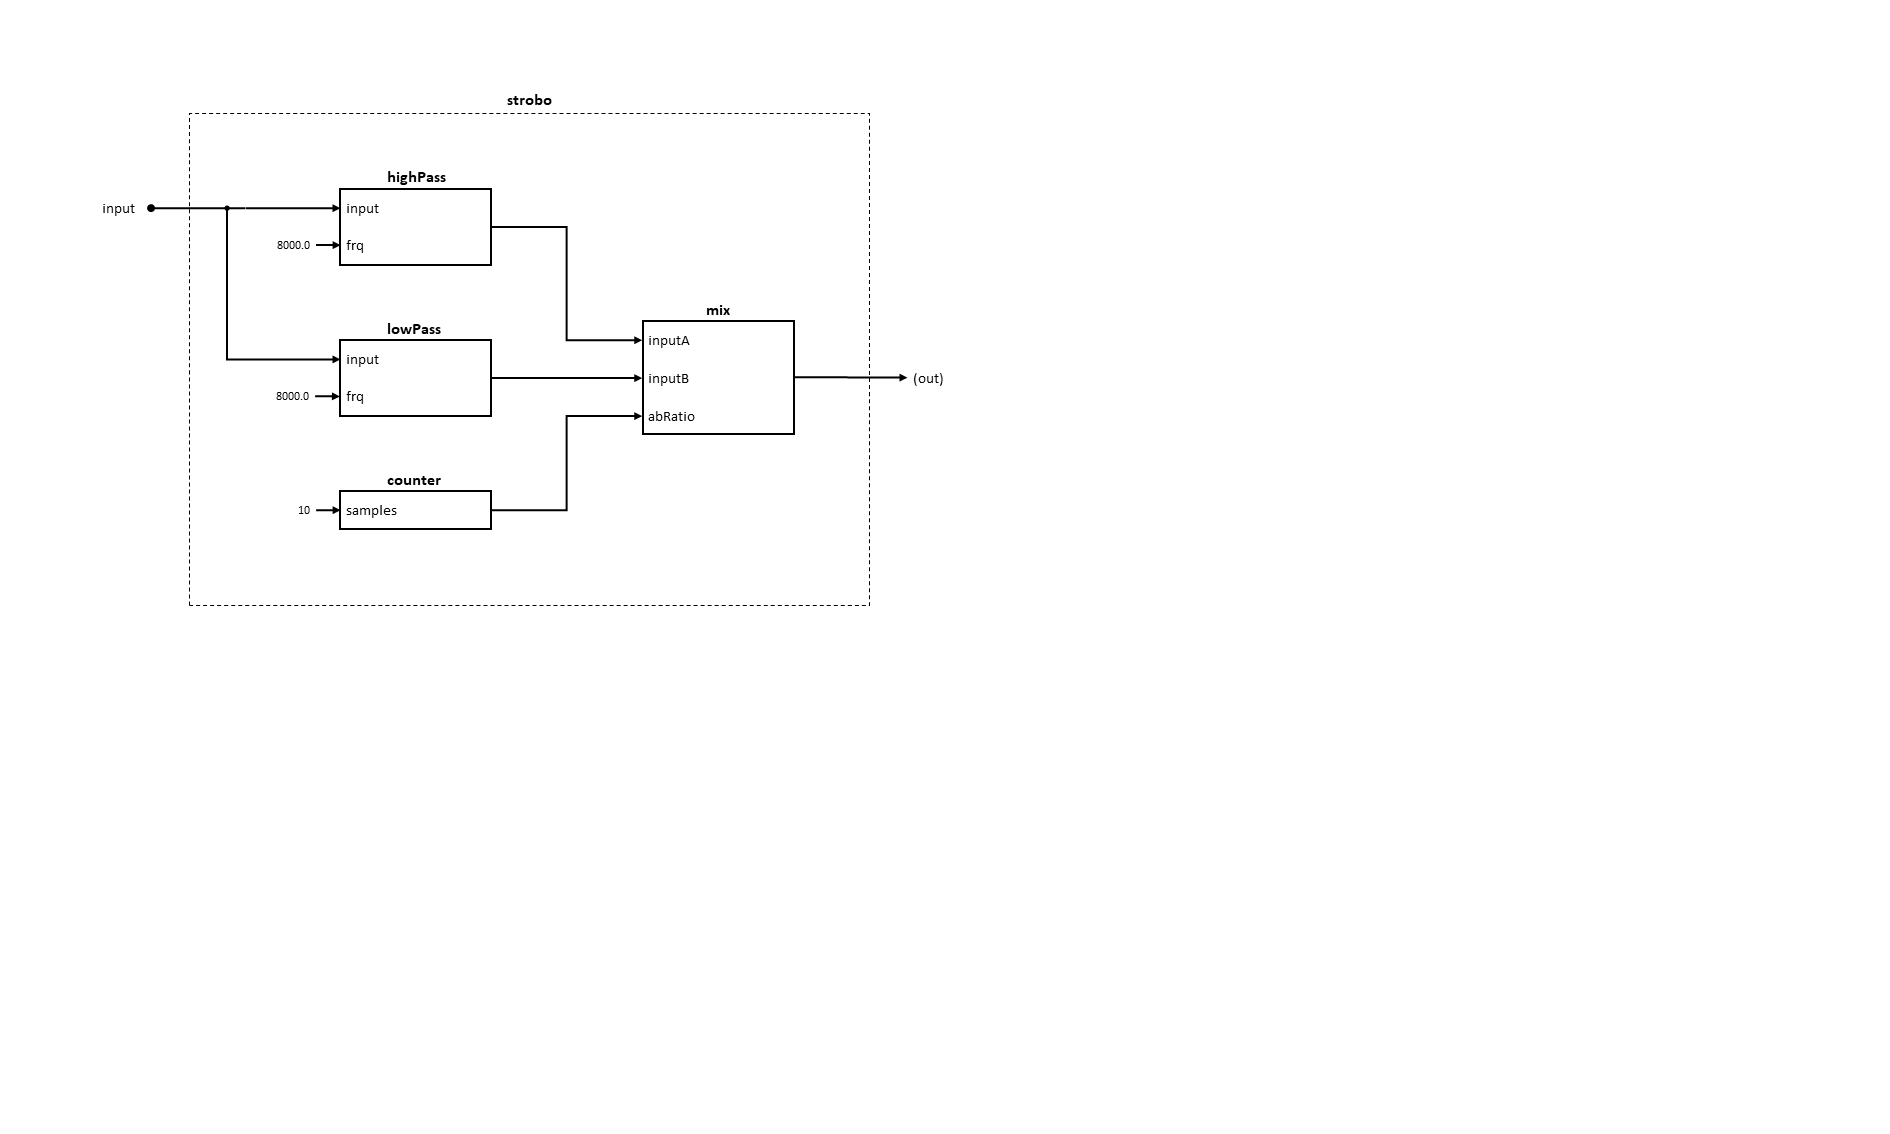 strobo
highPass
input
input
8000.0
frq
lowPass
input
8000.0
frq
mix
inputA
inputB
abRatio
(out)
counter
10
samples